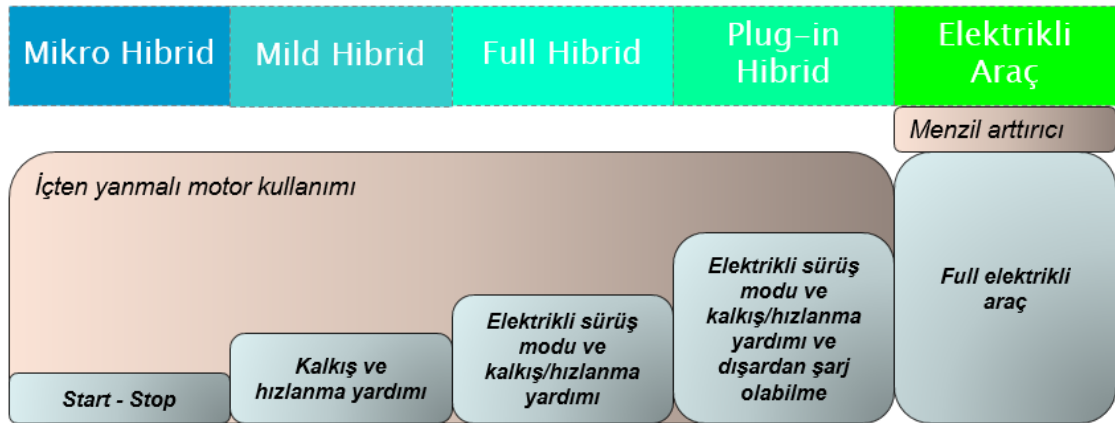 Mikro Hibrid
Mild Hibrid
Full Hibrid
Plug-in
Hibrid
Elektrikli
Araç
Menzil arttırıcı
İçten yanmalı motor kullanımı
Start - Stop
Kalkış ve
hızlanma yardımı
Elektrikli sürüş
modu ve
kalkış/hızlanma
yardımı
Elektrikli sürüş
modu ve
kalkış/hızlanma
yardımı ve
dışardan şarj
olabilme
Full elektrikli
araç